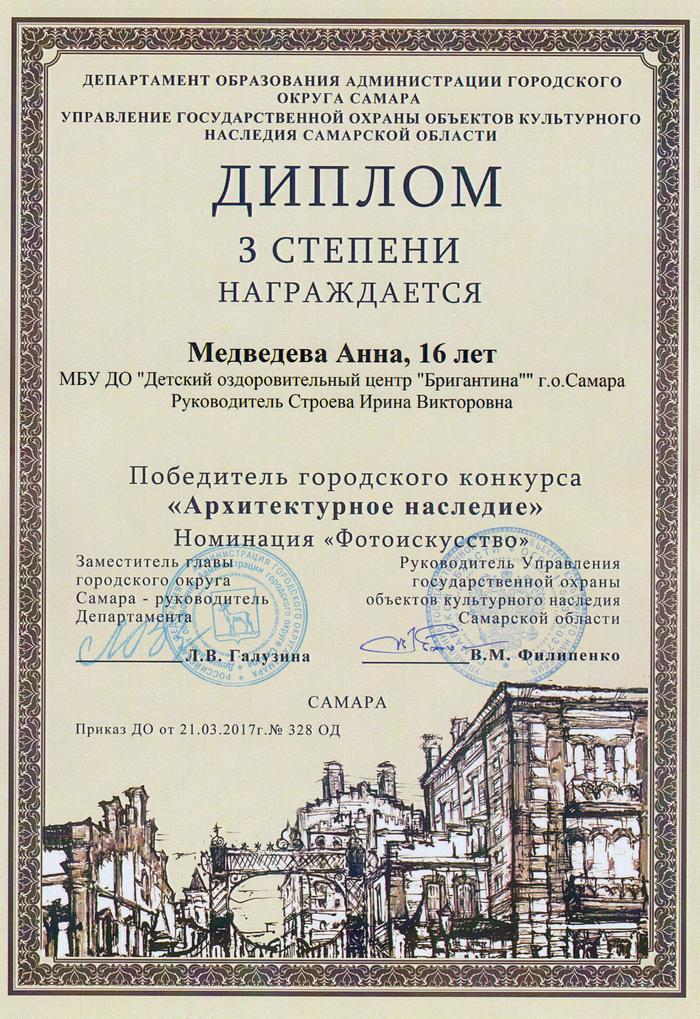 ДЕПАРТАМЕНТ ОБРАЗОВАНИЯ АДМИНИСТРАЦИИ ГОРОДСКОГО
ОКРУГА САМАРА
УПРАВЛЕНИЕ ГОСУДАРСТВЕННОЙ ОХРАНЫ ОБЪЕКТОВ КУЛЬТУРНОГО
НАСЛЕДИЯ САМАРСКОЙ ОБЛАСТИ
ДИПЛОМ
3 СТЕПЕНИ
НАГРАЖДАЕТСЯ
Медведева Анна, 16 лет
МБУ ДО "Детский оздоровительный центр "Бригантина"" г.о.Самара
Руководитель Строева Ирина Викторовна
Победитель городского конкурса
«Архитектурное наследие»
Номинация «Фотоискусство»
Заместитель главы
городского округа
Самара - руководитель
Департамента
Л.В. Галузина
Руководитель Управления
государственной охраны
объектов культурного наследия
Самарской области
В.М. Филипенко
САМАРА
Приказ ДО от 21.03.2017г.№ 328 ОД